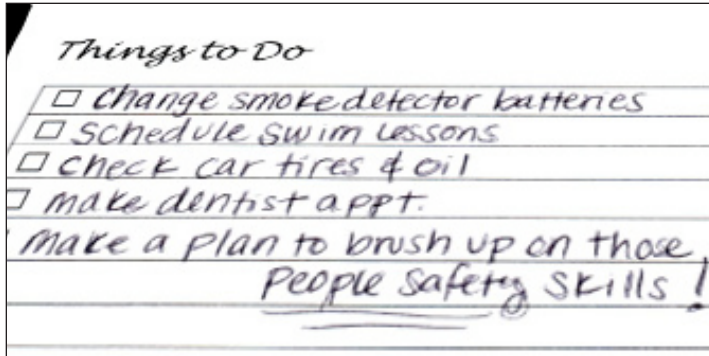 Things to Do
change smoke detector batteries
schedule swim lessons
check car tires & oil
make dentist appt.
make a plan to brush up on those
People Safety Skills!